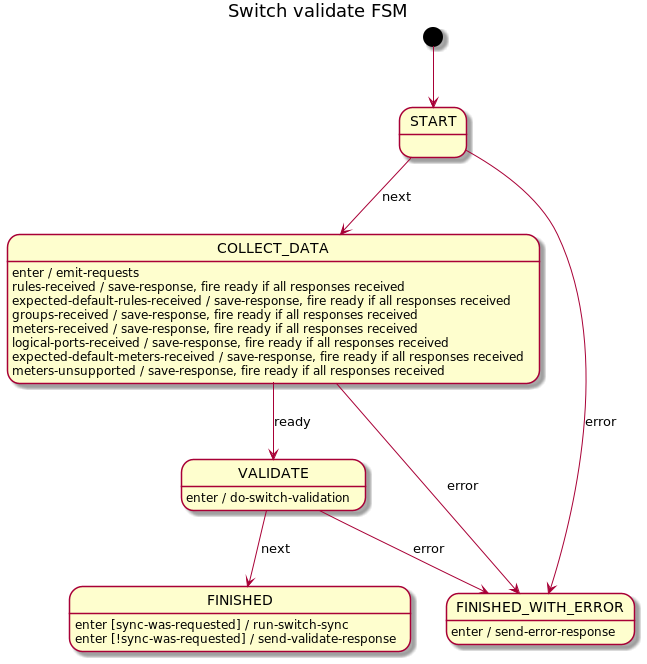 Switch validate FSM
START
next
COLLECT_DATA
enter / emit-requests
rules-received / save-response, fire ready if all responses received
expected-default-rules-received / save-response, fire ready if all responses received
groups-received / save-response, fire ready if all responses received
meters-received / save-response, fire ready if all responses received
logical-ports-received / save-response, fire ready if all responses received
expected-default-meters-received / save-response, fire ready if all responses received
meters-unsupported / save-response, fire ready if all responses received
ready
error
VALIDATE
enter / do-switch-validation
error
next
error
FINISHED
enter [sync-was-requested] / run-switch-sync
enter [!sync-was-requested] / send-validate-response
FINISHED_WITH_ERROR
enter / send-error-response